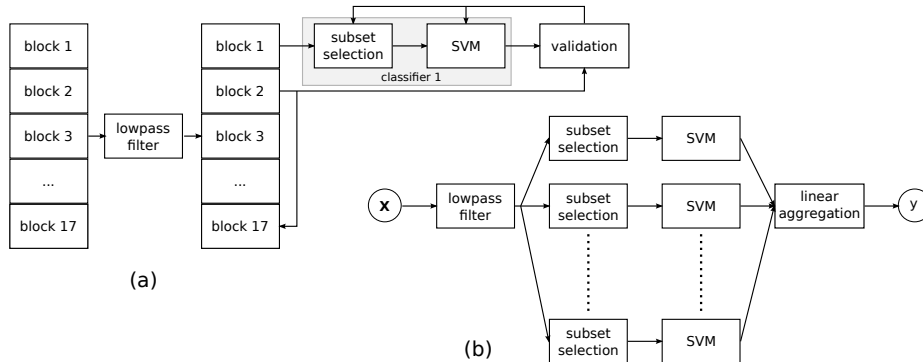 block 1
block 2
block 3
...
block 17
lowpass
filter
block 1
block 2
block 3
...
block 17
subset
selection
SVM
classifier 1
validation
(a)
X
lowpass
filter
subset
selection
SVM
subset
selection
SVM
subset
selection
SVM
linear
aggregation
y
(b)